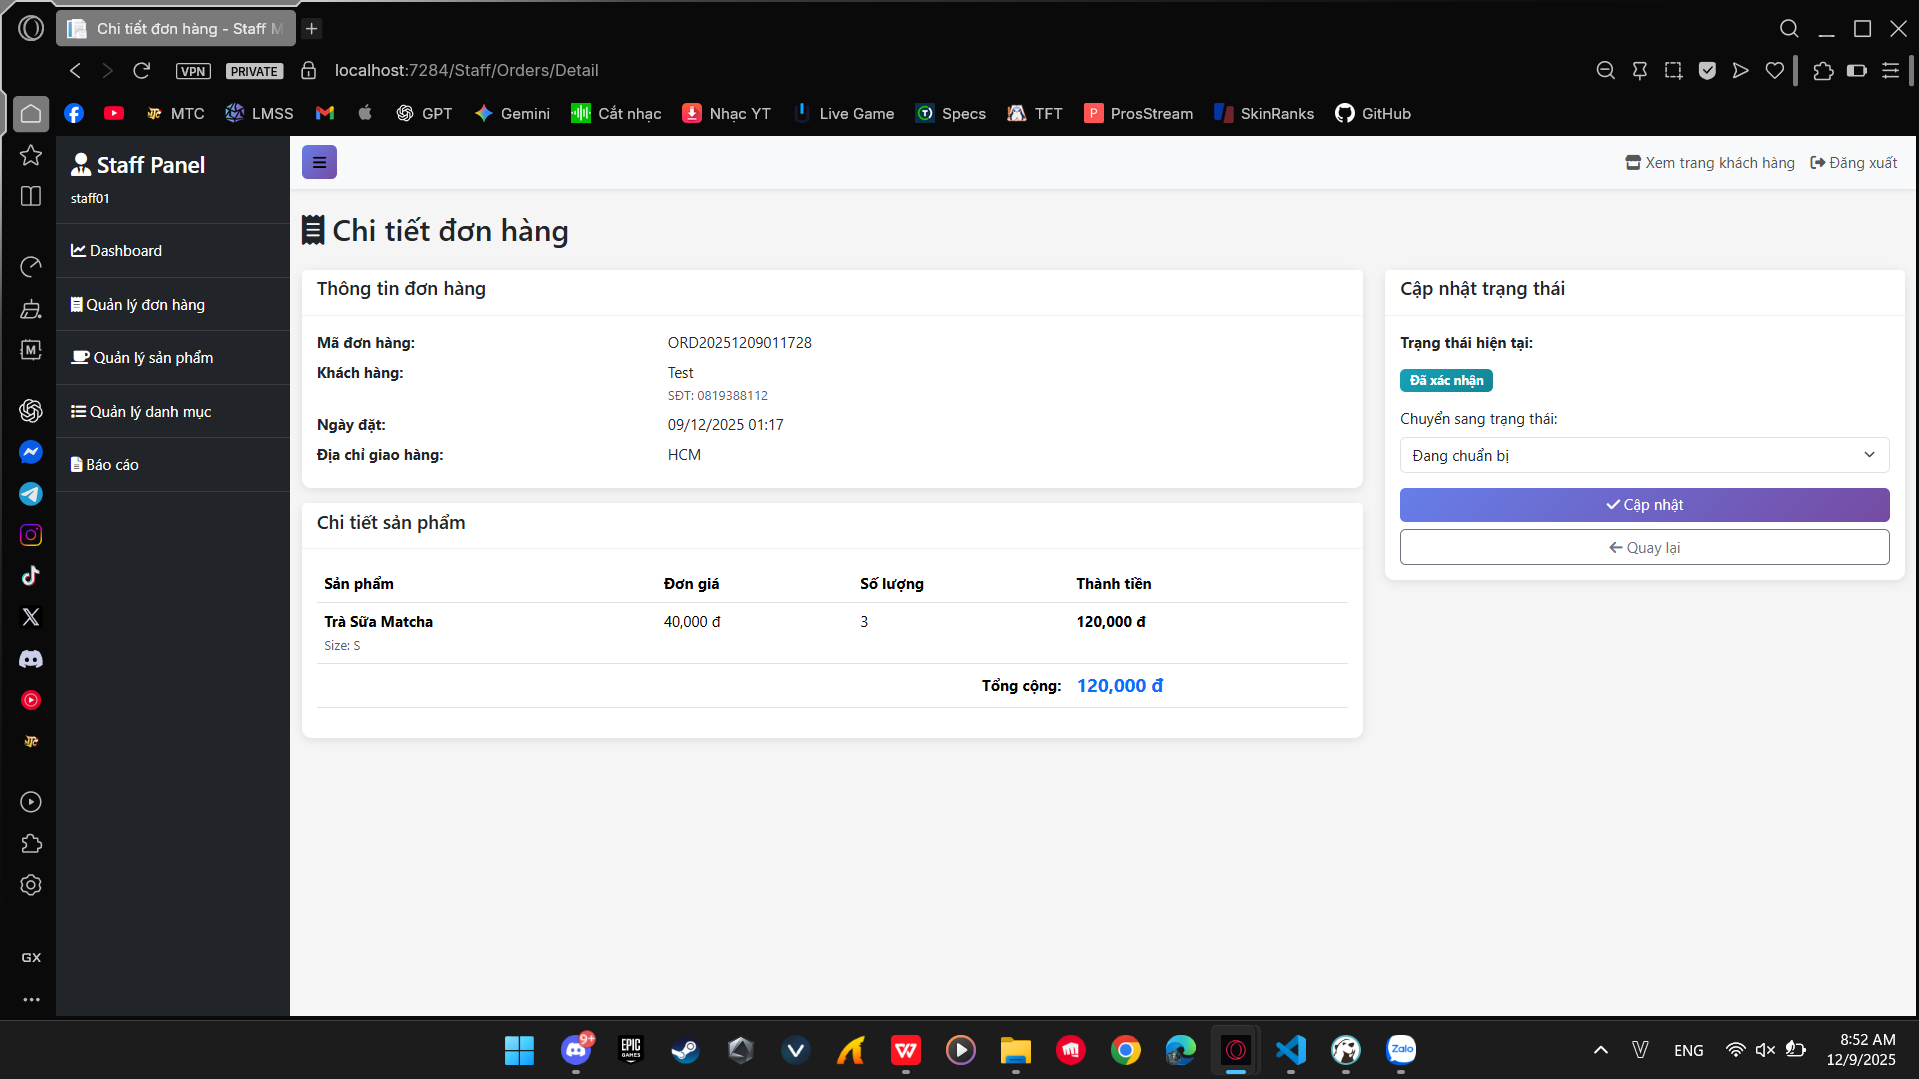 Chi tiết đơn hàng - Staff M
VPN PRIVATE localhost:7284/Staff/Orders/Detail
MTC LMSS GPT Gemini Cắt nhạc Nhạc YT Live Game Specs TFT ProsStream SkinRanks GitHub
Staff Panel
staff01
Dashboard
Quản lý đơn hàng
Quản lý sản phẩm
Quản lý danh mục
Báo cáo
Xem trang khách hàng Đăng xuất
Chi tiết đơn hàng
Thông tin đơn hàng
Mã đơn hàng: ORD20251209011728
Khách hàng: Test
SĐT: 0819388112
Ngày đặt: 09/12/2025 01:17
Địa chỉ giao hàng: HCM
Chi tiết sản phẩm
Sản phẩm Đơn giá Số lượng Thành tiền
Trà Sữa Matcha 40,000 đ 3 120,000 đ
Size: S
Tổng cộng: 120,000 đ
Cập nhật trạng thái
Trạng thái hiện tại:
Đã xác nhận
Chuyển sang trạng thái:
Đang chuẩn bị
Cập nhật
Quay lại
GX
9+
EPIC GAMES
Zalo
ENG
8:52 AM
12/9/2025